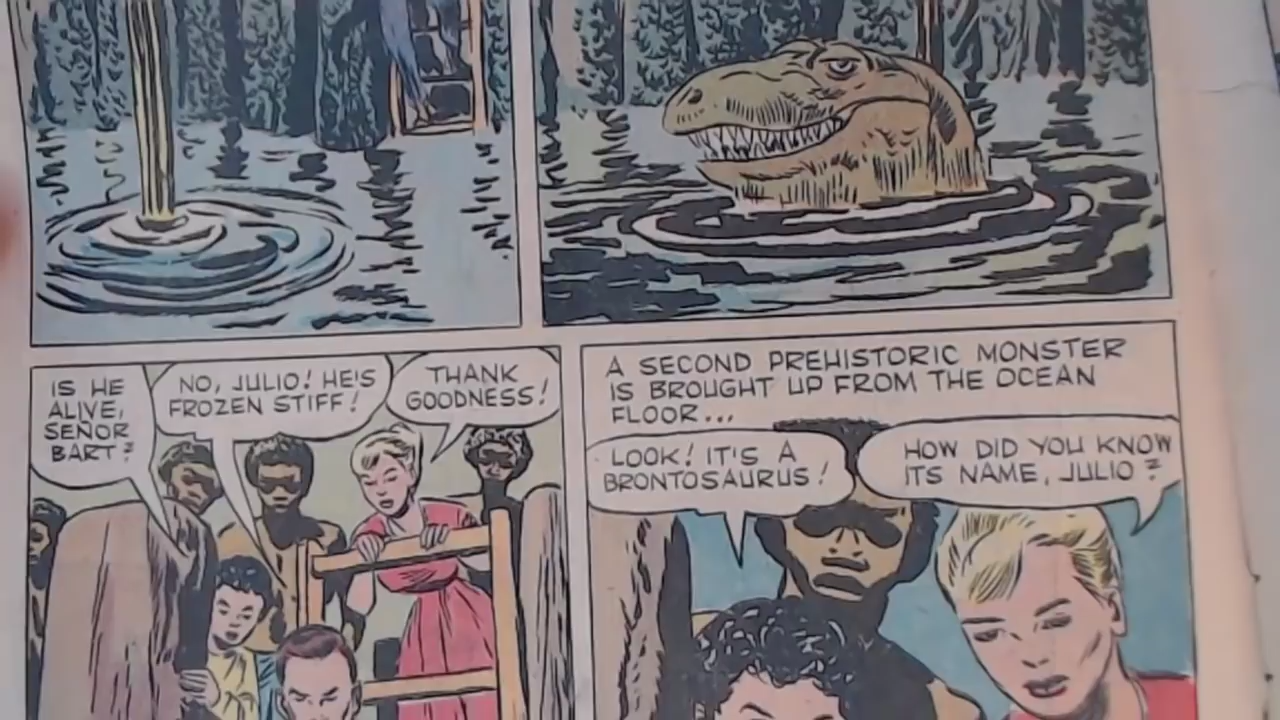 IS HE
ALIVE,
SEÑOR
BART?
NO, JULIO! HE'S
FROZEN STIFF!
THANK
GOODNESS!
A SECOND PREHISTORIC MONSTER
IS BROUGHT UP FROM THE OCEAN
FLOOR...
LOOK! IT'S A
BRONTOSAURUS!
HOW DID YOU KNOW
ITS NAME, JULIO?